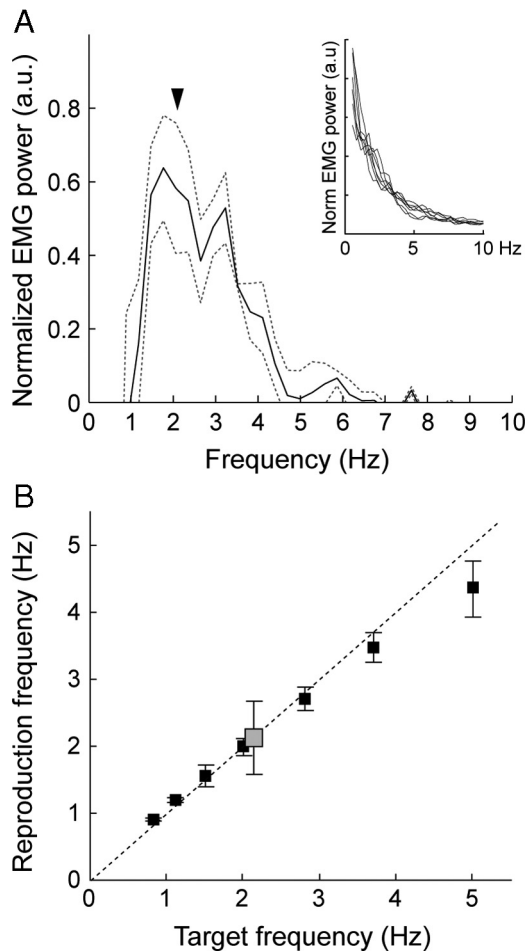 A
Normalized EMG power (a.u.)
0.8
0.6
0.4
0.2
0
0 1 2 3 4 5 6 7 8 9 10
Frequency (Hz)
Norm EMG power (a.u)
0 5 10 Hz
B
Reproduction frequency (Hz)
5
4
3
2
1
0
0 1 2 3 4 5
Target frequency (Hz)